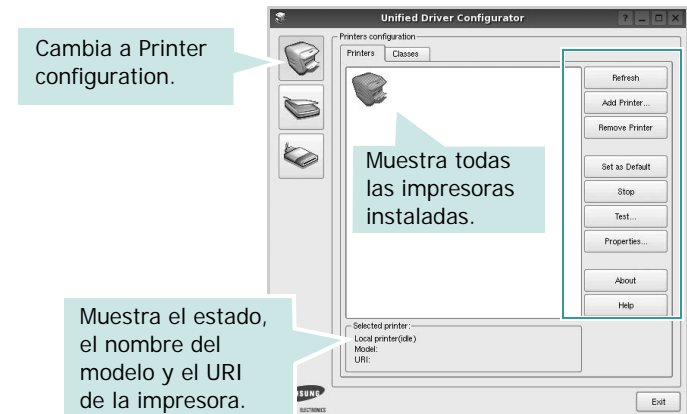 Unified Driver Configurator
Cambia a Printer
configuration.
Printers configuration
Printers
Classes
Refresh
Add Printer...
Remove Printer
Muestra todas
las impresoras
instaladas.
Set as Default
Stop
Test...
Properties...
About
Help
Muestra el estado,
el nombre del
modelo y el URI
de la impresora.
Selected printer:
Local printer(idle)
Model:
URI:
Exit